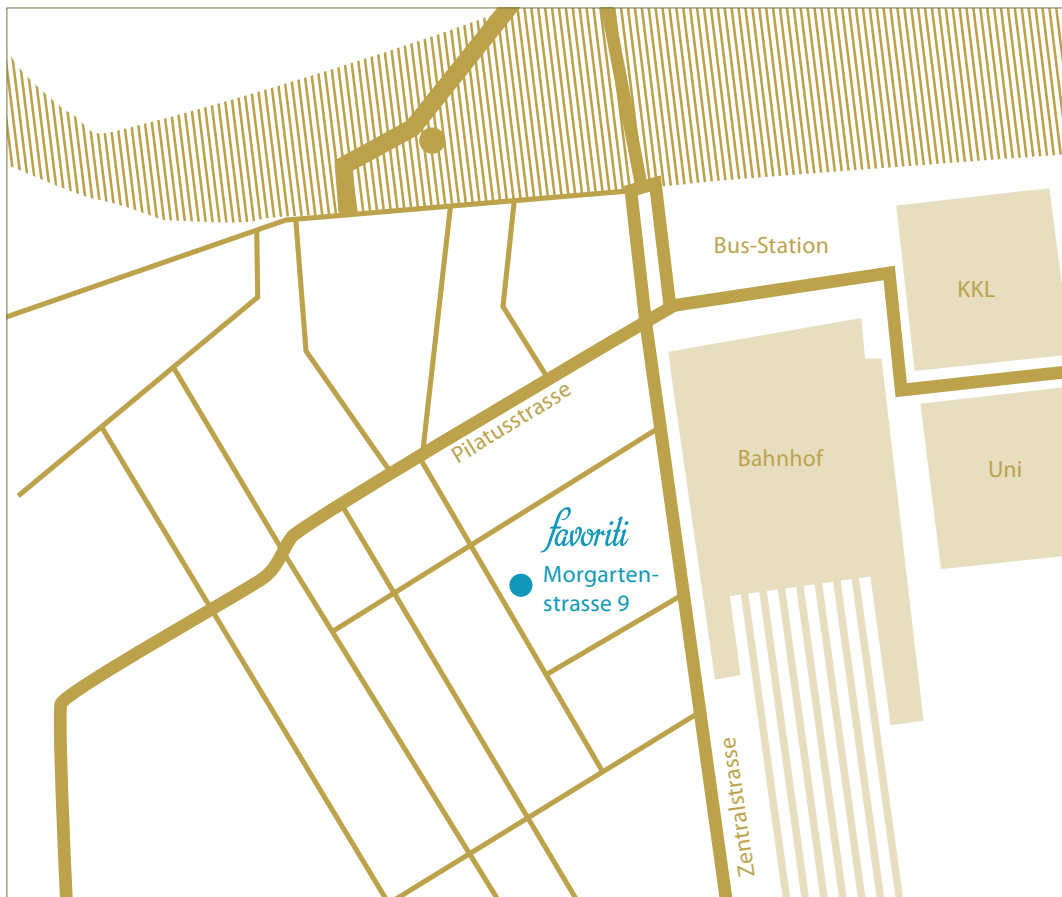 Bus-Station
KKL
Pilatusstrasse
Bahnhof
Uni
favoriti
Morgarten-
strasse 9
Zentralstrasse